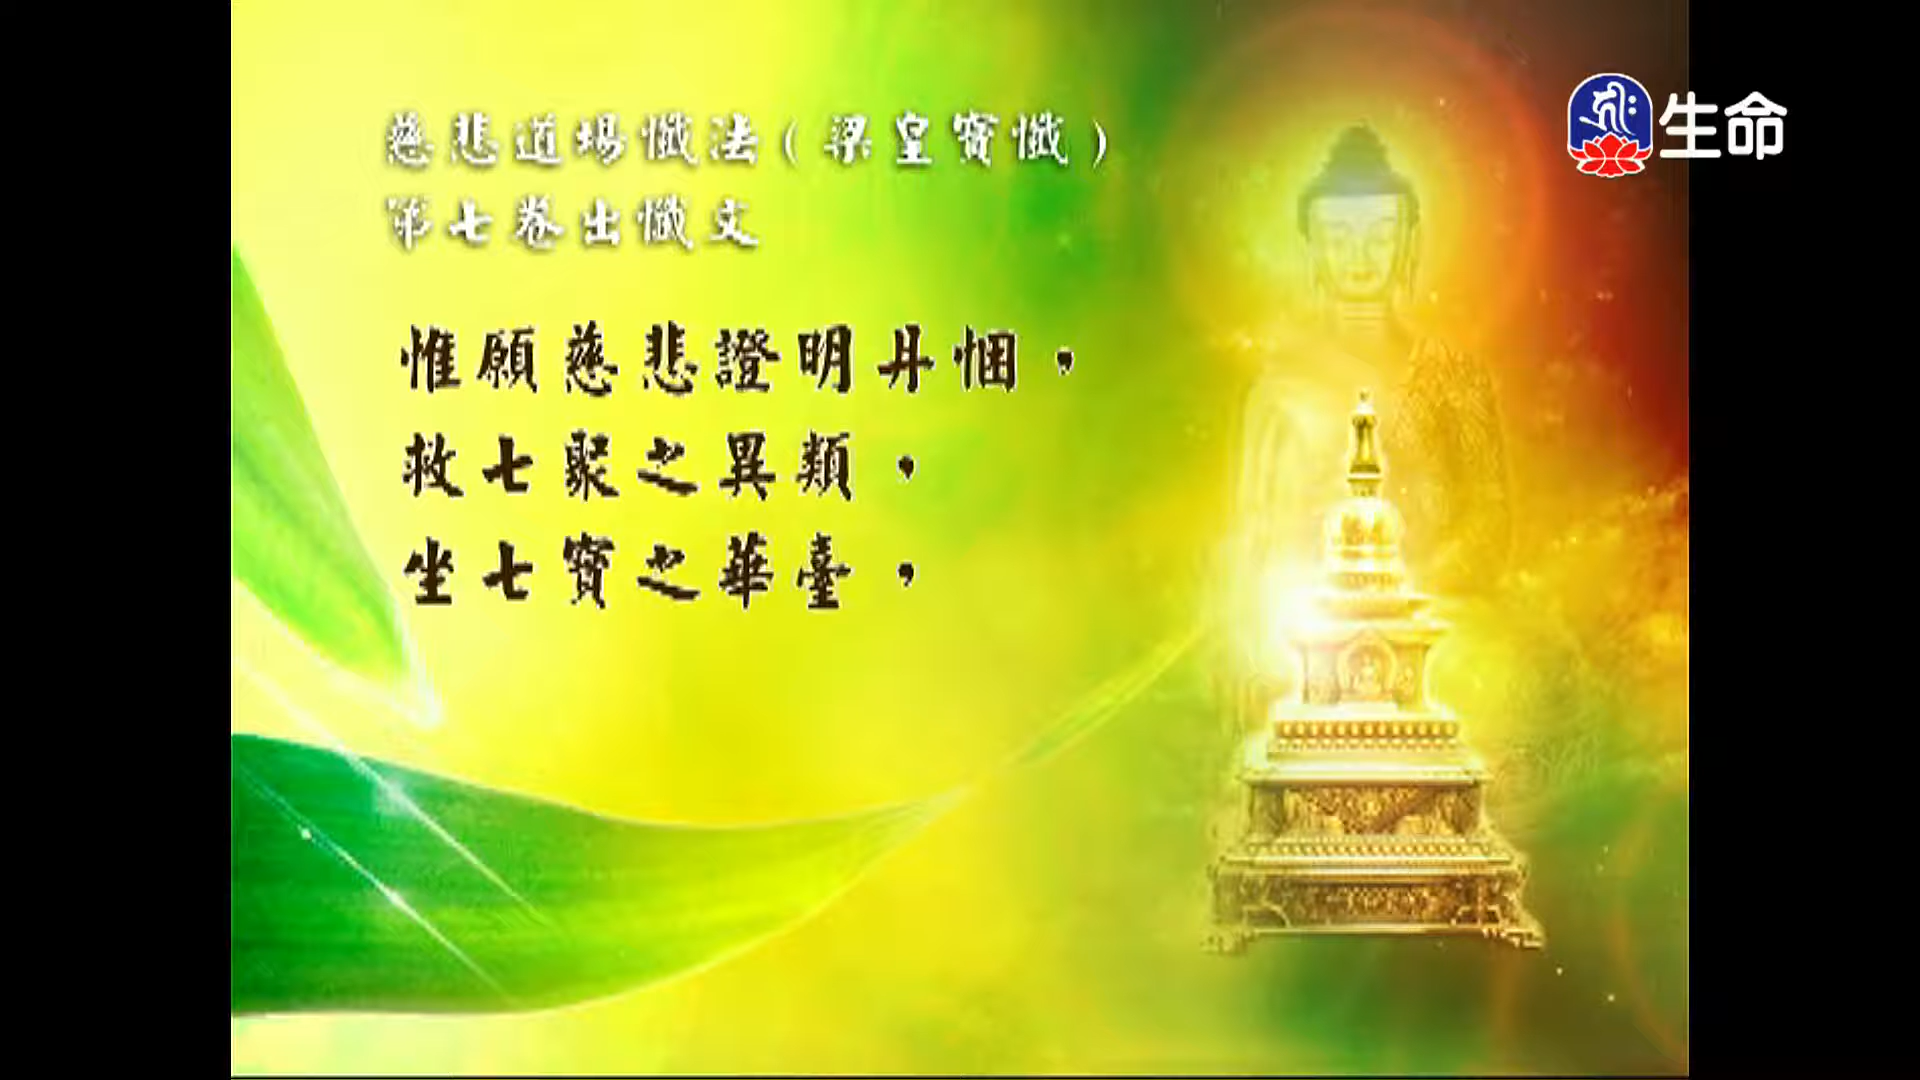 慈悲道場懺法(梁皇寶懺)
第七卷出懺文
惟願慈悲證明丹悃,
救七聚之異類,
坐七寶之華臺,
生命